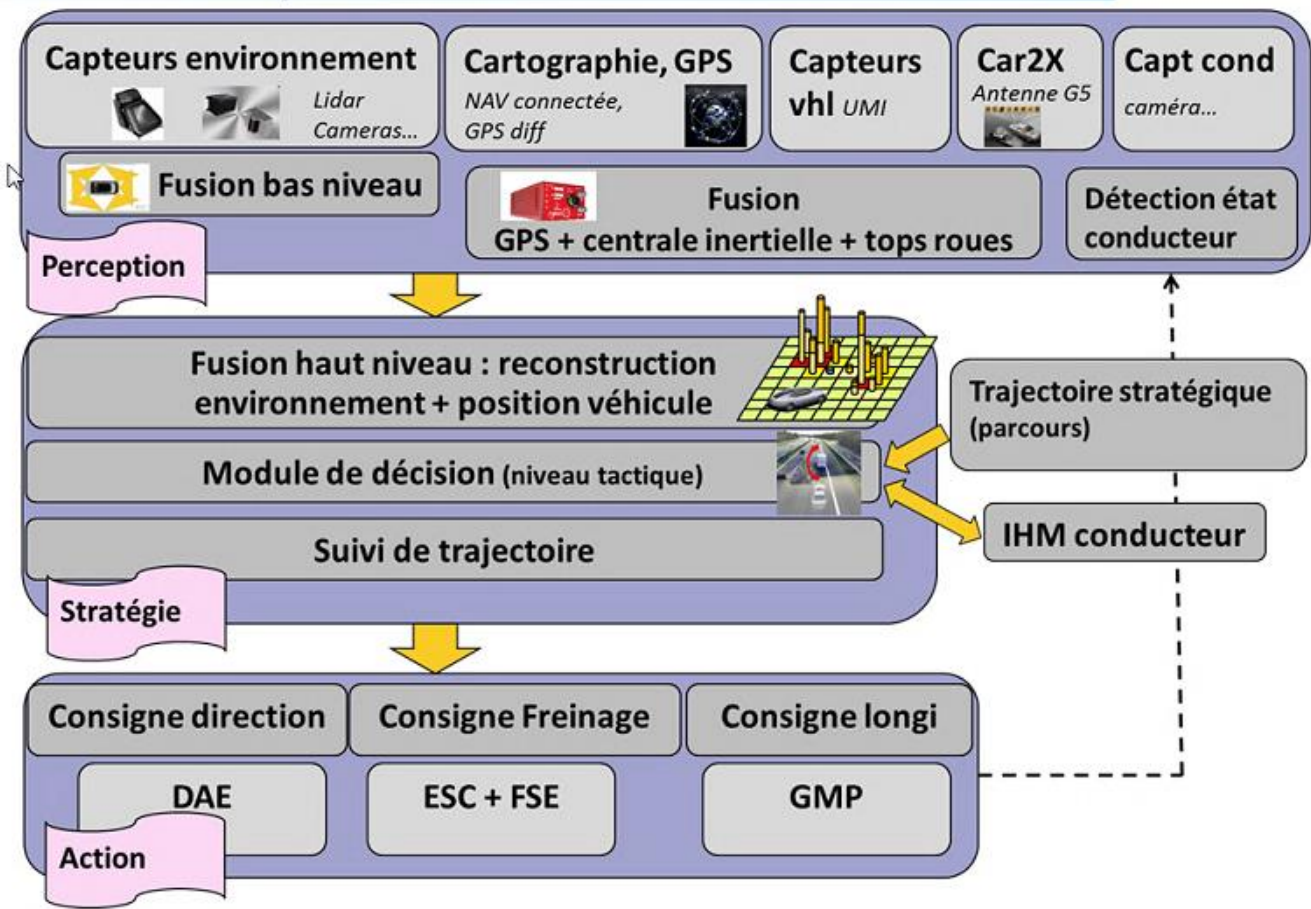 Capteurs environnement
Lidar
Cameras...
Cartographie, GPS
NAV connectée,
GPS diff
Capteurs
vhl UMI
Car2X
Antenne G5
Capt cond
caméra...
Fusion bas niveau
Fusion
GPS + centrale inertielle + tops roues
Détection état
conducteur
Perception
Fusion haut niveau : reconstruction
environnement + position véhicule
Trajectoire stratégique
(parcours)
Module de décision (niveau tactique)
IHM conducteur
Suivi de trajectoire
Stratégie
Consigne direction
Consigne Freinage
Consigne longi
DAE
ESC + FSE
GMP
Action